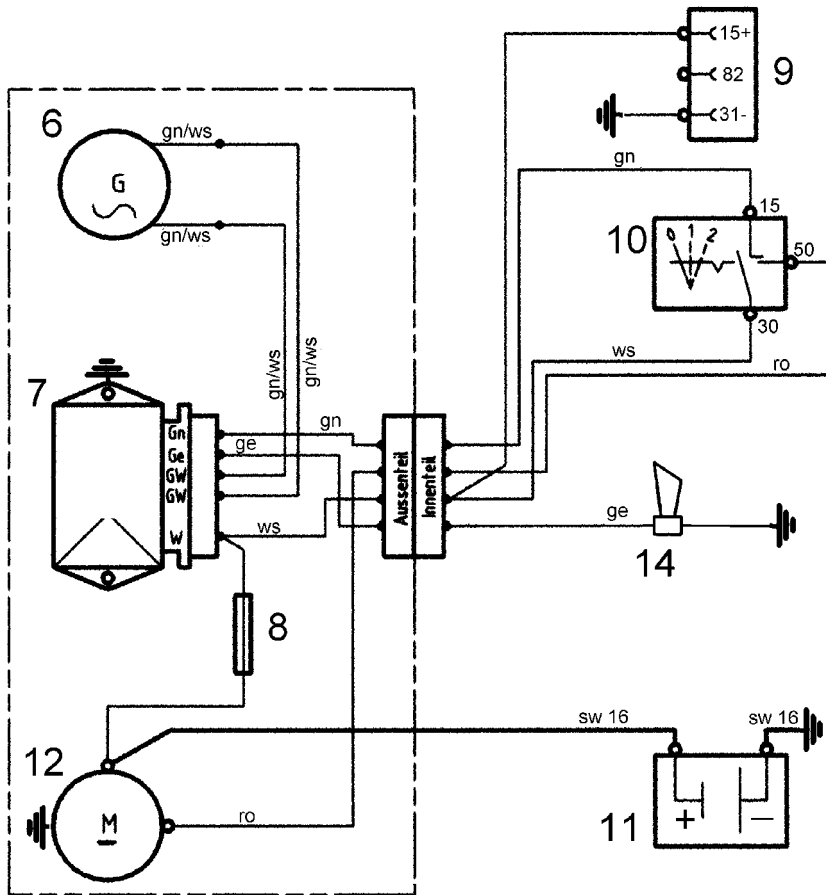 15+
82
9
31-
6
gn/ws
G
gn/ws
gn
15
10
0 1 2
50
30
ws
ro
gn/ws
gn/ws
7
Gn
gn
Ge
ge
GW
GW
W
ws
Aussenteil
Innenteil
ge
14
8
sw 16
sw 16
12
M
ro
11
+
−